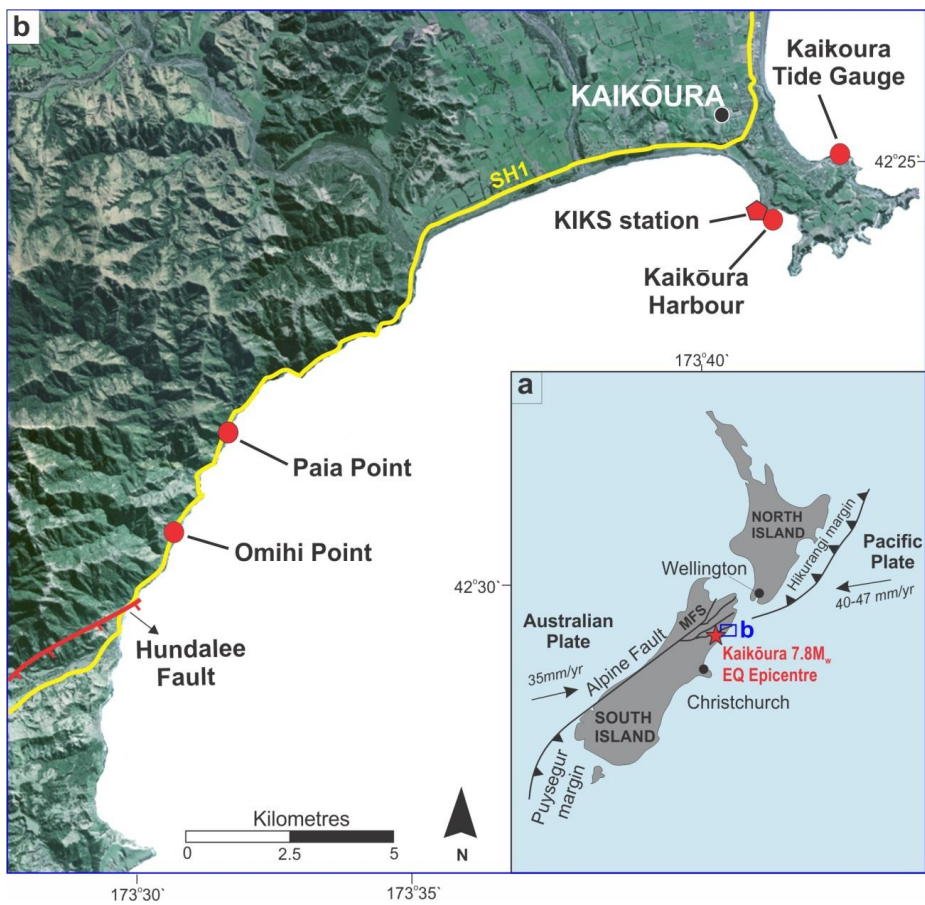 b
KAIKŌURA
Kaikoura
Tide Gauge
42°25`
SH1
KIKS station
Kaikōura
Harbour
173°40`
Paia Point
Omihi Point
42°30`
Hundalee
Fault
Kilometres
0 2.5 5
N
173°30` 173°35`
a
NORTH
ISLAND
Hikurangi margin
Pacific
Plate
40-47 mm/yr
Wellington
MFS
b
Australian
Plate
35mm/yr
Alpine Fault
Kaikōura 7.8Mw
EQ Epicentre
Christchurch
SOUTH
ISLAND
Puysegur
margin